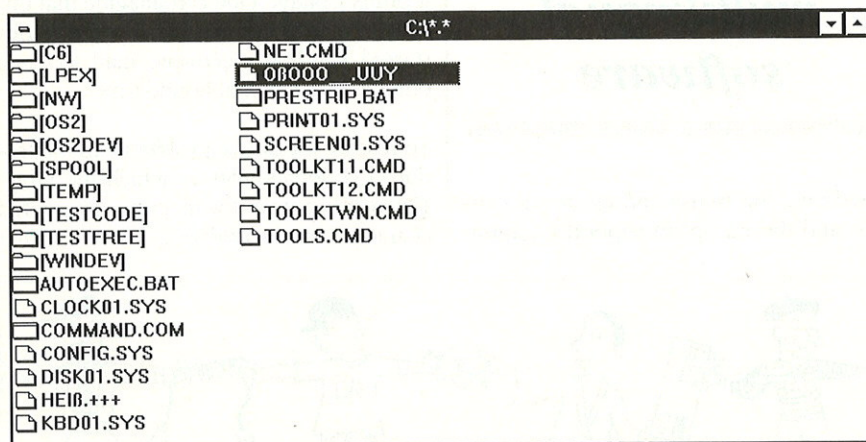 C:\*.*
[C6]
[LPEX]
[NW]
[OS2]
[OS2DEV]
[SPOOL]
[TEMP]
[TESTCODE]
[TESTFREE]
[WINDEV]
AUTOEXEC.BAT
CLOCK01.SYS
COMMAND.COM
CONFIG.SYS
DISK01.SYS
HEIß.+++
KBD01.SYS
NET.CMD
OßOOO__.UUY
PRESTRIP.BAT
PRINT01.SYS
SCREEN01.SYS
TOOLKT11.CMD
TOOLKT12.CMD
TOOLKTWN.CMD
TOOLS.CMD